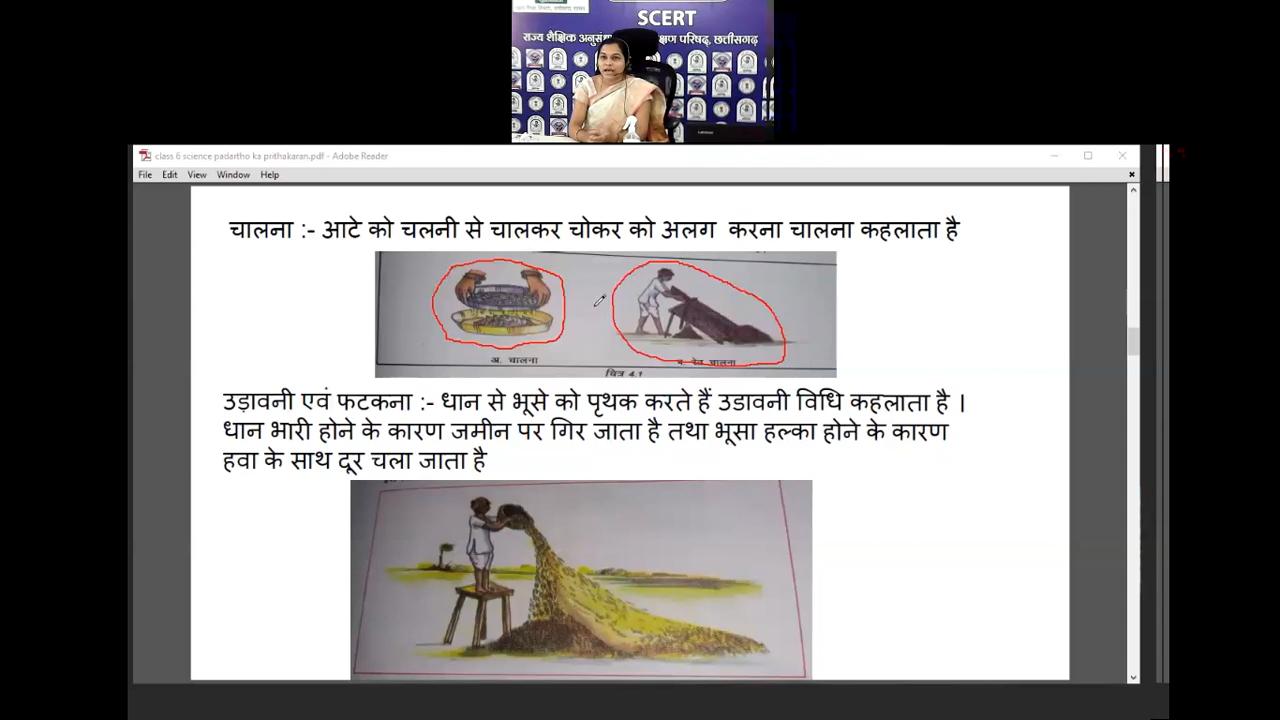 SCERT
राज्य शैक्षिक अनुसंधा क्षण परिषद्, छत्तीसगढ़
class 6 science padartho ka prithakaran.pdf - Adobe Reader
File Edit View Window Help
चालना :- आटे को चलनी से चालकर चोकर को अलग करना चालना कहलाता है
अ. चालना
ब. रेत चालना
चित्र 4.1
उड़ावनी एवं फटकना :- धान से भूसे को पृथक करते हैं उडावनी विधि कहलाता है ।
धान भारी होने के कारण जमीन पर गिर जाता है तथा भूसा हल्का होने के कारण
हवा के साथ दूर चला जाता है